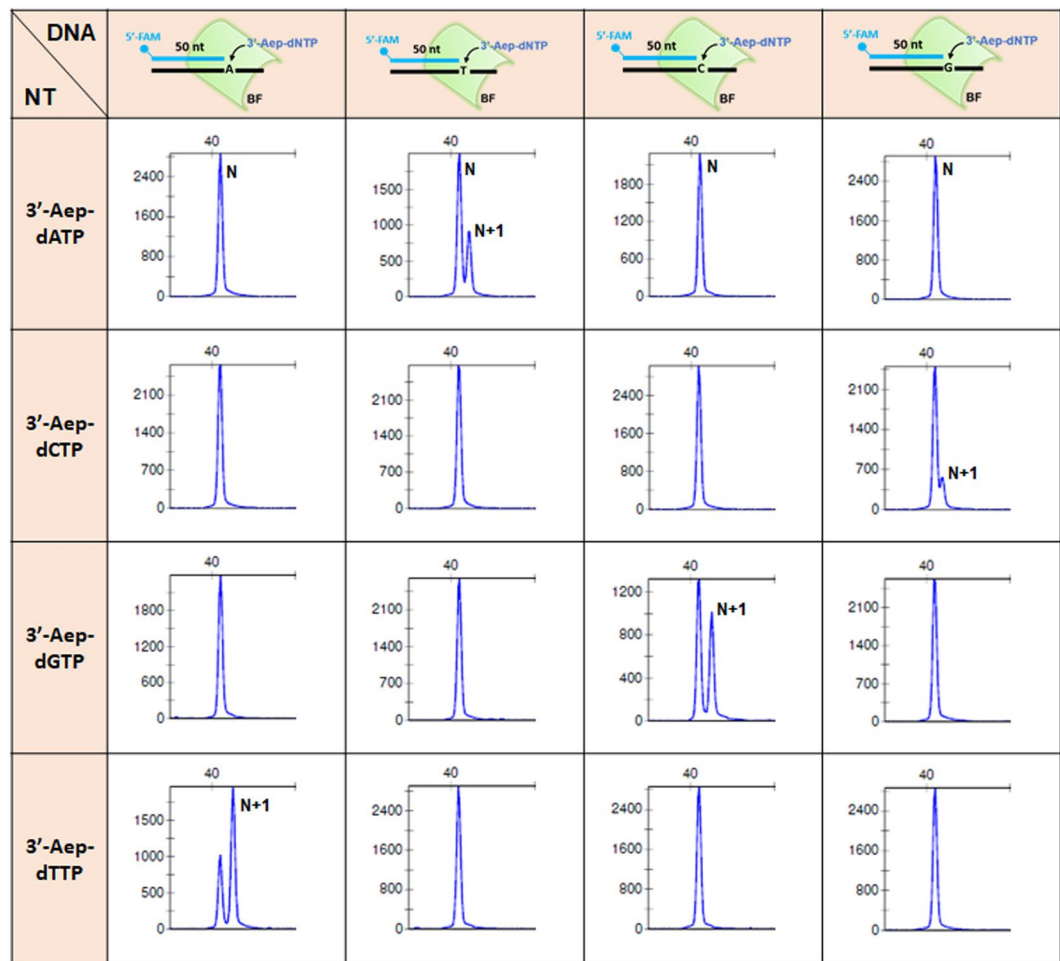 DNA
NT
5’-FAM
50 nt
3’-Aep-dNTP
A
BF
5’-FAM
50 nt
3’-Aep-dNTP
T
BF
5’-FAM
50 nt
3’-Aep-dNTP
C
BF
5’-FAM
50 nt
3’-Aep-dNTP
G
BF
3’-Aep-
dATP
40
2400
1600
800
0
N
40
1500
1000
500
0
N
N+1
40
1800
1200
600
0
N
40
2400
1600
800
0
N
3’-Aep-
dCTP
40
2100
1400
700
0
40
2100
1400
700
0
40
2400
1600
800
0
40
2100
1400
700
0
N+1
3’-Aep-
dGTP
40
1800
1200
600
0
40
2100
1400
700
0
40
1200
800
400
0
N+1
40
2100
1400
700
0
3’-Aep-
dTTP
40
1500
1000
500
0
N+1
40
2400
1600
800
0
40
2400
1600
800
0
40
2400
1600
800
0